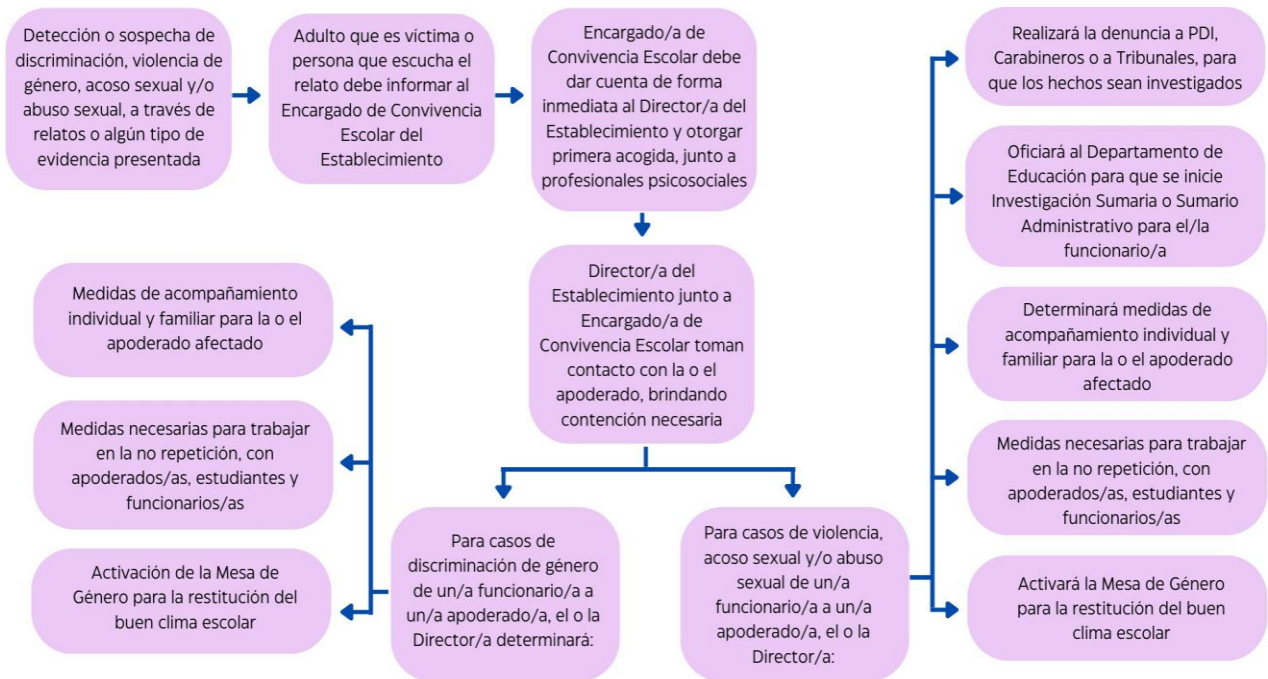 Detección o sospecha de
discriminación, violencia de
género, acoso sexual y/o
abuso sexual, a través de
relatos o algún tipo de
evidencia presentada
Adulto que es víctima o
persona que escucha el
relato debe informar al
Encargado de Convivencia
Escolar del
Establecimiento
Encargado/a de
Convivencia Escolar debe
dar cuenta de forma
inmediata al Director/a del
Establecimiento y otorgar
primera acogida, junto a
profesionales psicosociales
Director/a del
Establecimiento junto a
Encargado/a de
Convivencia Escolar toman
contacto con la o el
apoderado, brindando
contención necesaria
Para casos de
discriminación de género
de un/a funcionario/a a
un/a apoderado/a, el o la
Director/a determinará:
Medidas de acompañamiento
individual y familiar para la o el
apoderado afectado
Medidas necesarias para trabajar
en la no repetición, con
apoderados/as, estudiantes y
funcionarios/as
Activación de la Mesa de
Género para la restitución del
buen clima escolar
Para casos de violencia,
acoso sexual y/o abuso
sexual de un/a
funcionario/a a un/a
apoderado/a, el o la
Director/a:
Realizará la denuncia a PDI,
Carabineros o a Tribunales, para
que los hechos sean investigados
Oficiará al Departamento de
Educación para que se inicie
Investigación Sumaria o Sumario
Administrativo para el/la
funcionario/a
Determinará medidas de
acompañamiento individual y
familiar para la o el apoderado
afectado
Medidas necesarias para trabajar
en la no repetición, con
apoderados/as, estudiantes y
funcionarios/as
Activará la Mesa de Género
para la restitución del buen
clima escolar